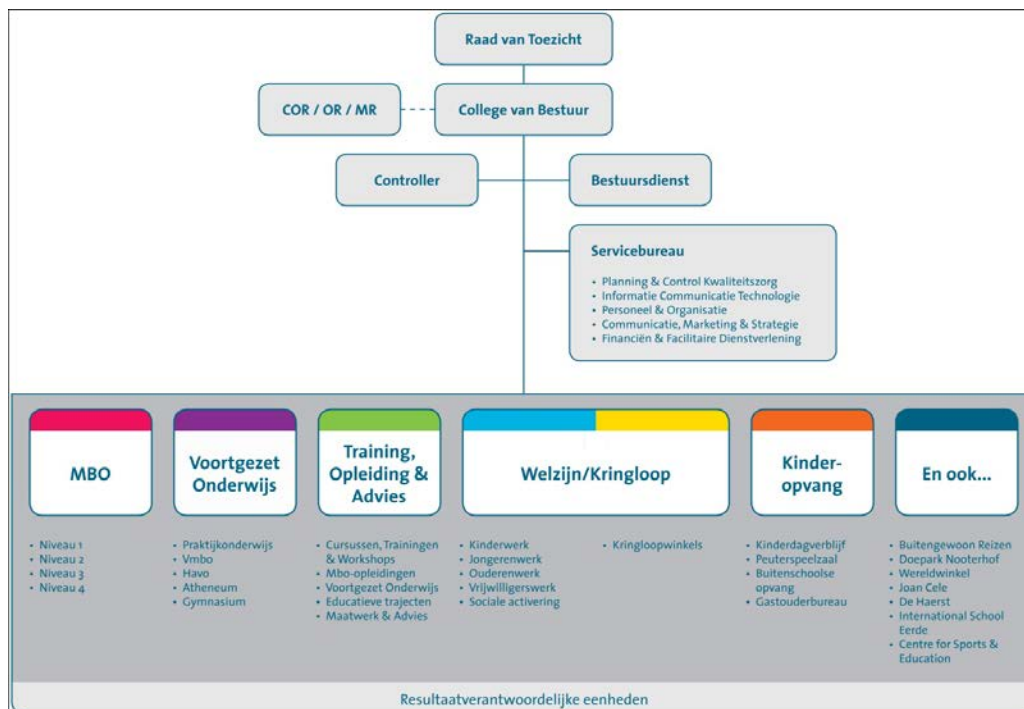 Raad van Toezicht
COR / OR / MR
College van Bestuur
Controller
Bestuursdienst
Servicebureau
• Planning & Control Kwaliteitszorg
• Informatie Communicatie Technologie
• Personeel & Organisatie
• Communicatie, Marketing & Strategie
• Financiën & Facilitaire Dienstverlening
MBO
• Niveau 1
• Niveau 2
• Niveau 3
• Niveau 4
Voortgezet
Onderwijs
• Praktijkonderwijs
• Vmbo
• Havo
• Atheneum
• Gymnasium
Training,
Opleiding &
Advies
• Cursussen, Trainingen
& Workshops
• Mbo-opleidingen
• Voortgezet Onderwijs
• Educatieve trajecten
• Maatwerk & Advies
Welzijn/Kringloop
• Kinderwerk
• Jongerenwerk
• Ouderenwerk
• Vrijwilligerswerk
• Sociale activering
• Kringloopwinkels
Kinder-
opvang
• Kinderdagverblijf
• Peuterspeelzaal
• Buitenschoolse
opvang
• Gastouderbureau
En ook...
• Buitengewoon Reizen
• Doepark Nooterhof
• Wereldwinkel
• Joan Cele
• De Haerst
• International School
Eerde
• Centre for Sports &
Education
Resultaatverantwoordelijke eenheden